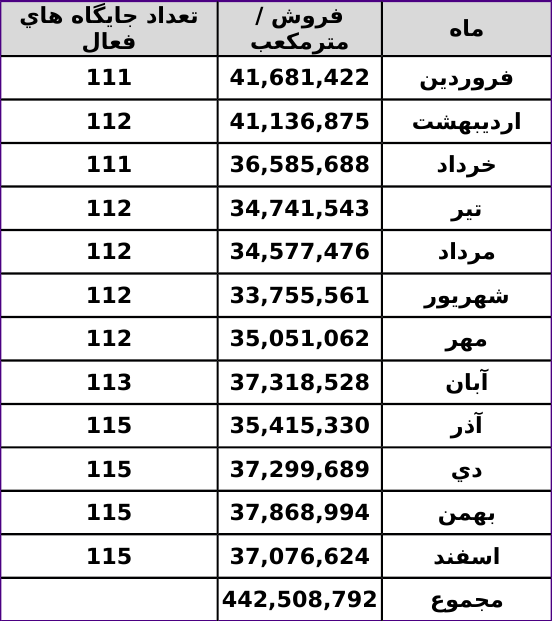 ماه	فروش / مترمكعب	تعداد جايگاه هاي فعال
فروردين	41,681,422	111
ارديبهشت	41,136,875	112
خرداد	36,585,688	111
تير	34,741,543	112
مرداد	34,577,476	112
شهريور	33,755,561	112
مهر	35,051,062	112
آبان	37,318,528	113
آذر	35,415,330	115
دي	37,299,689	115
بهمن	37,868,994	115
اسفند	37,076,624	115
مجموع	442,508,792